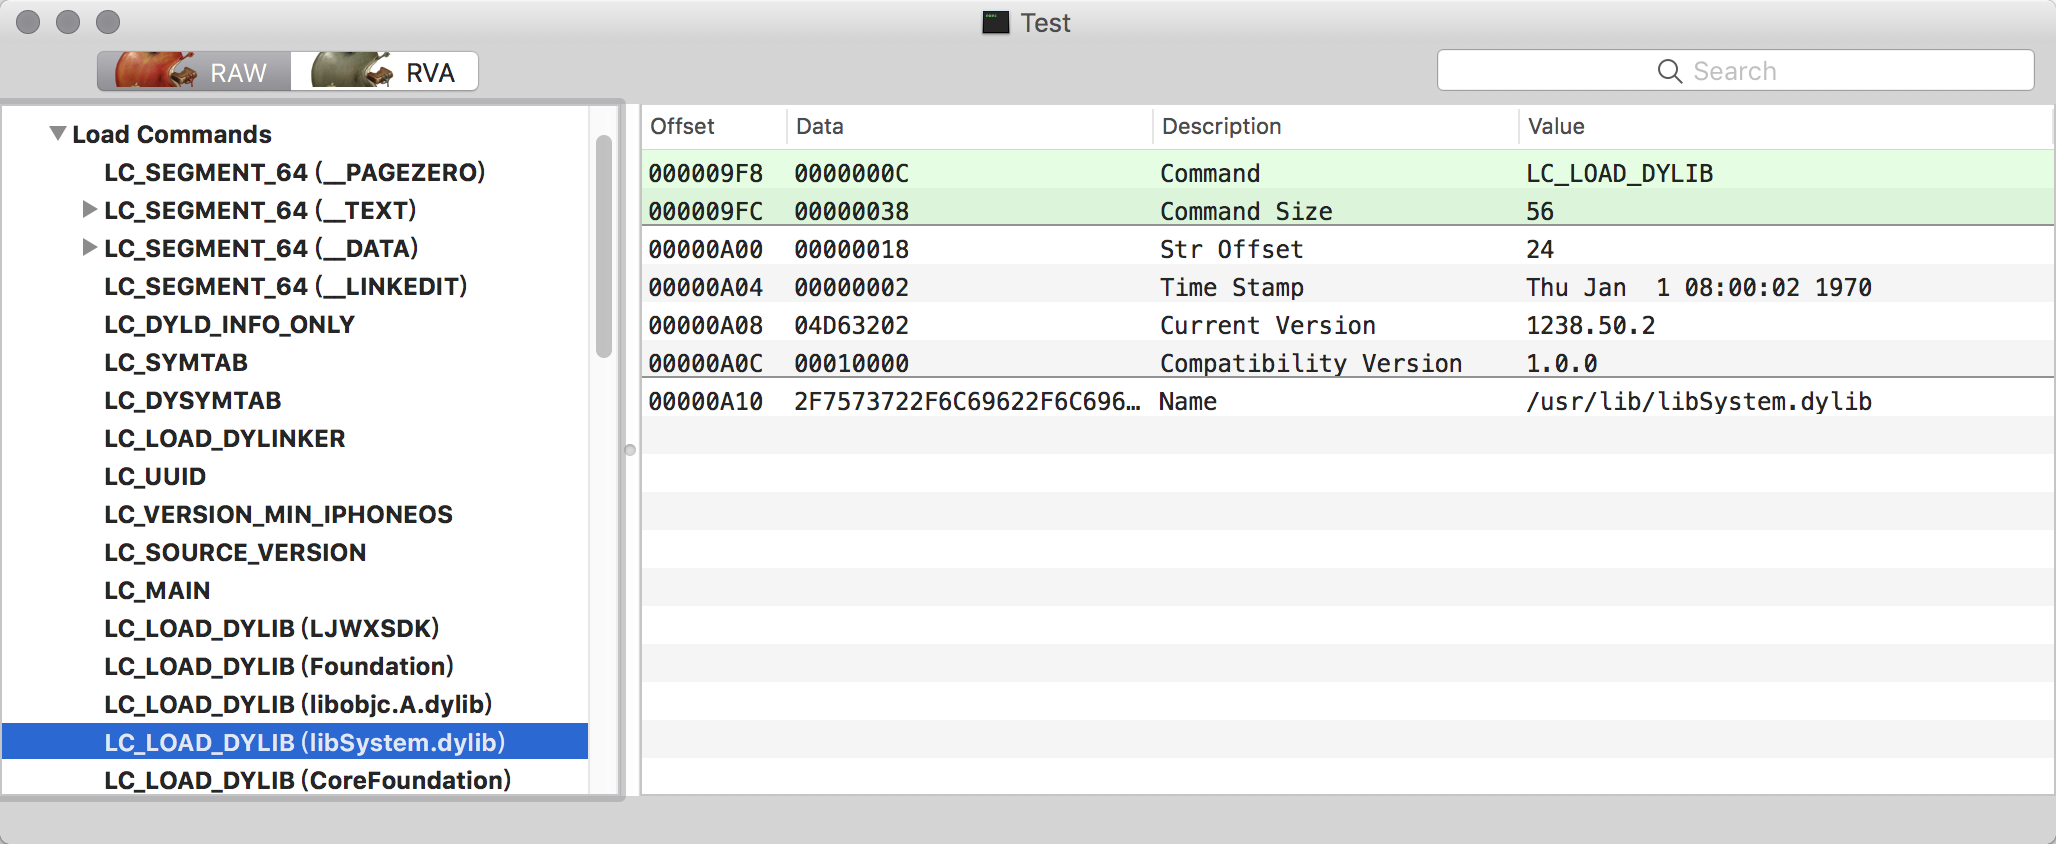 Test
RAW RVA Search
Load Commands
LC_SEGMENT_64 (__PAGEZERO)
LC_SEGMENT_64 (__TEXT)
LC_SEGMENT_64 (__DATA)
LC_SEGMENT_64 (__LINKEDIT)
LC_DYLD_INFO_ONLY
LC_SYMTAB
LC_DYSYMTAB
LC_LOAD_DYLINKER
LC_UUID
LC_VERSION_MIN_IPHONEOS
LC_SOURCE_VERSION
LC_MAIN
LC_LOAD_DYLIB (LJWXSDK)
LC_LOAD_DYLIB (Foundation)
LC_LOAD_DYLIB (libobjc.A.dylib)
LC_LOAD_DYLIB (libSystem.dylib)
LC_LOAD_DYLIB (CoreFoundation)
Offset Data Description Value
000009F8 0000000C Command LC_LOAD_DYLIB
000009FC 00000038 Command Size 56
00000A00 00000018 Str Offset 24
00000A04 00000002 Time Stamp Thu Jan  1 08:00:02 1970
00000A08 04D63202 Current Version 1238.50.2
00000A0C 00010000 Compatibility Version 1.0.0
00000A10 2F7573722F6C69622F6C696… Name /usr/lib/libSystem.dylib